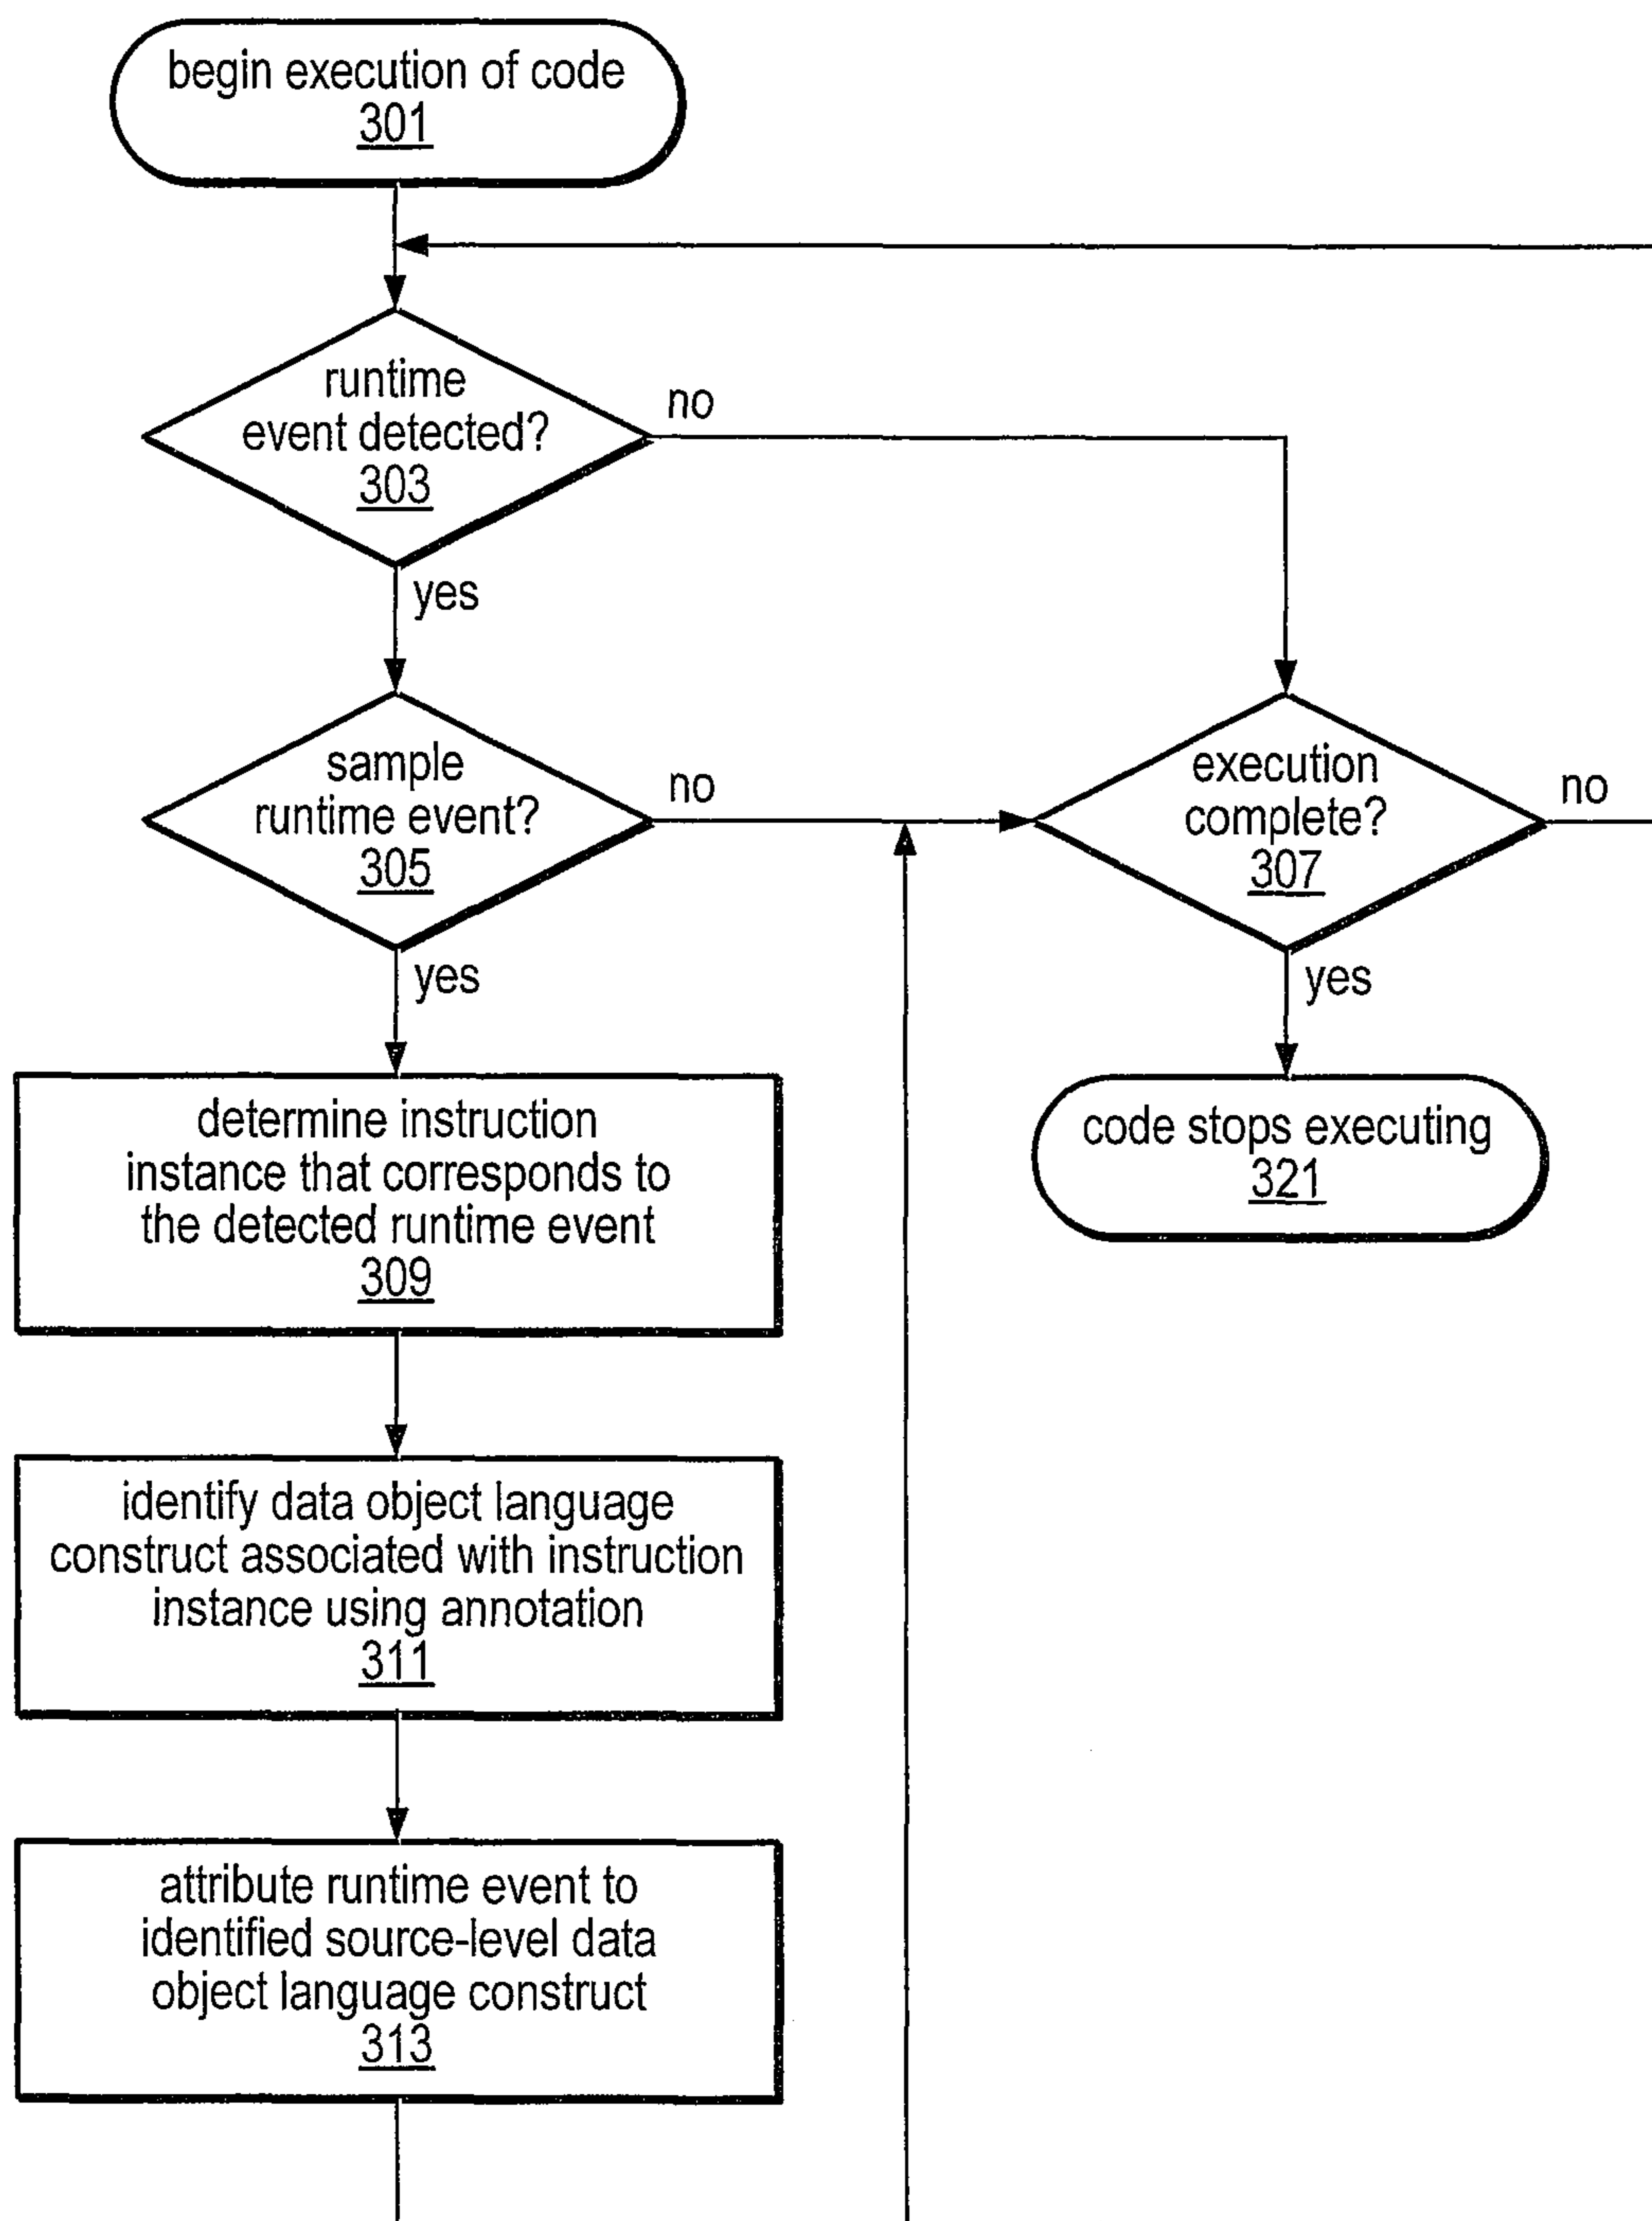 begin execution of code
301
runtime
event detected?
303
no
yes
sample
runtime event?
305
no
yes
execution
complete?
307
no
yes
determine instruction
instance that corresponds to
the detected runtime event
309
code stops executing
321
identify data object language
construct associated with instruction
instance using annotation
311
attribute runtime event to
identified source-level data
object language construct
313